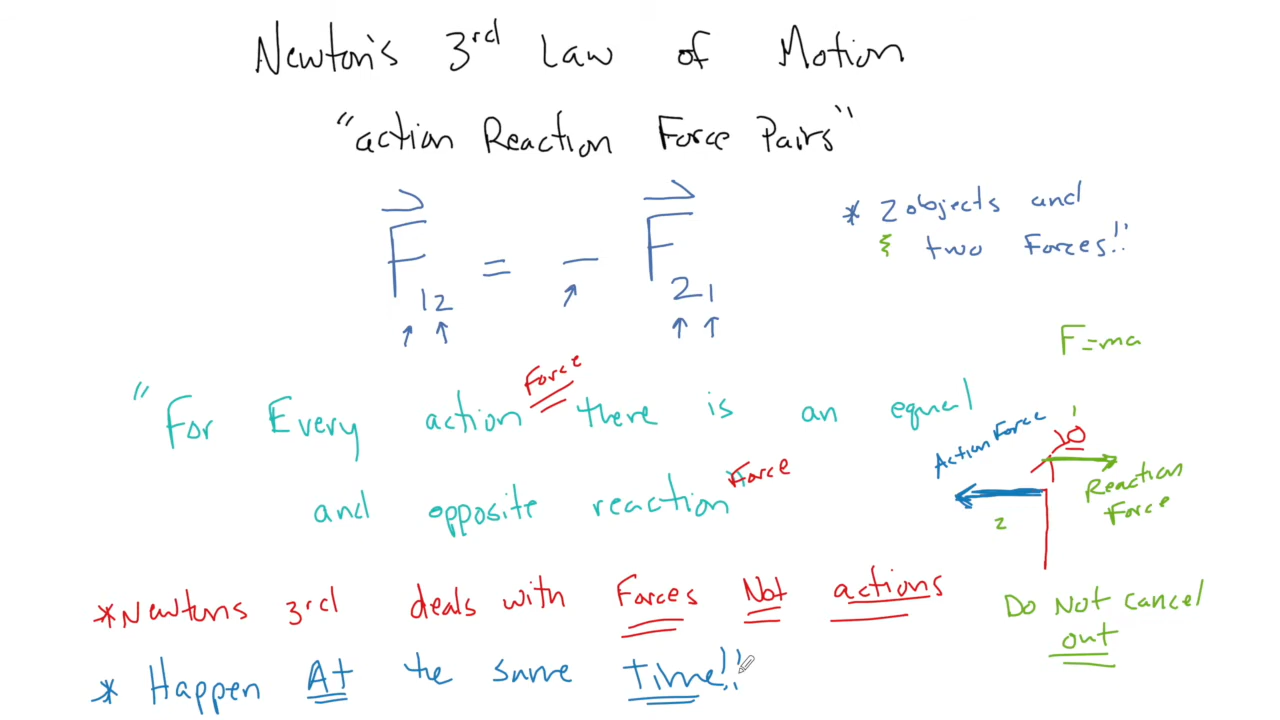 Newton's 3rd Law of Motion
"action Reaction Force Pairs"
F12 = − F21
* 2 objects and
& two Forces!!
F=ma
"For Every action Force there is an equal
and opposite reaction Force
Action Force
1
Reaction
Force
2
*Newtons 3rd deals with Forces Not actions
Do Not cancel
out
* Happen At the same Time!!